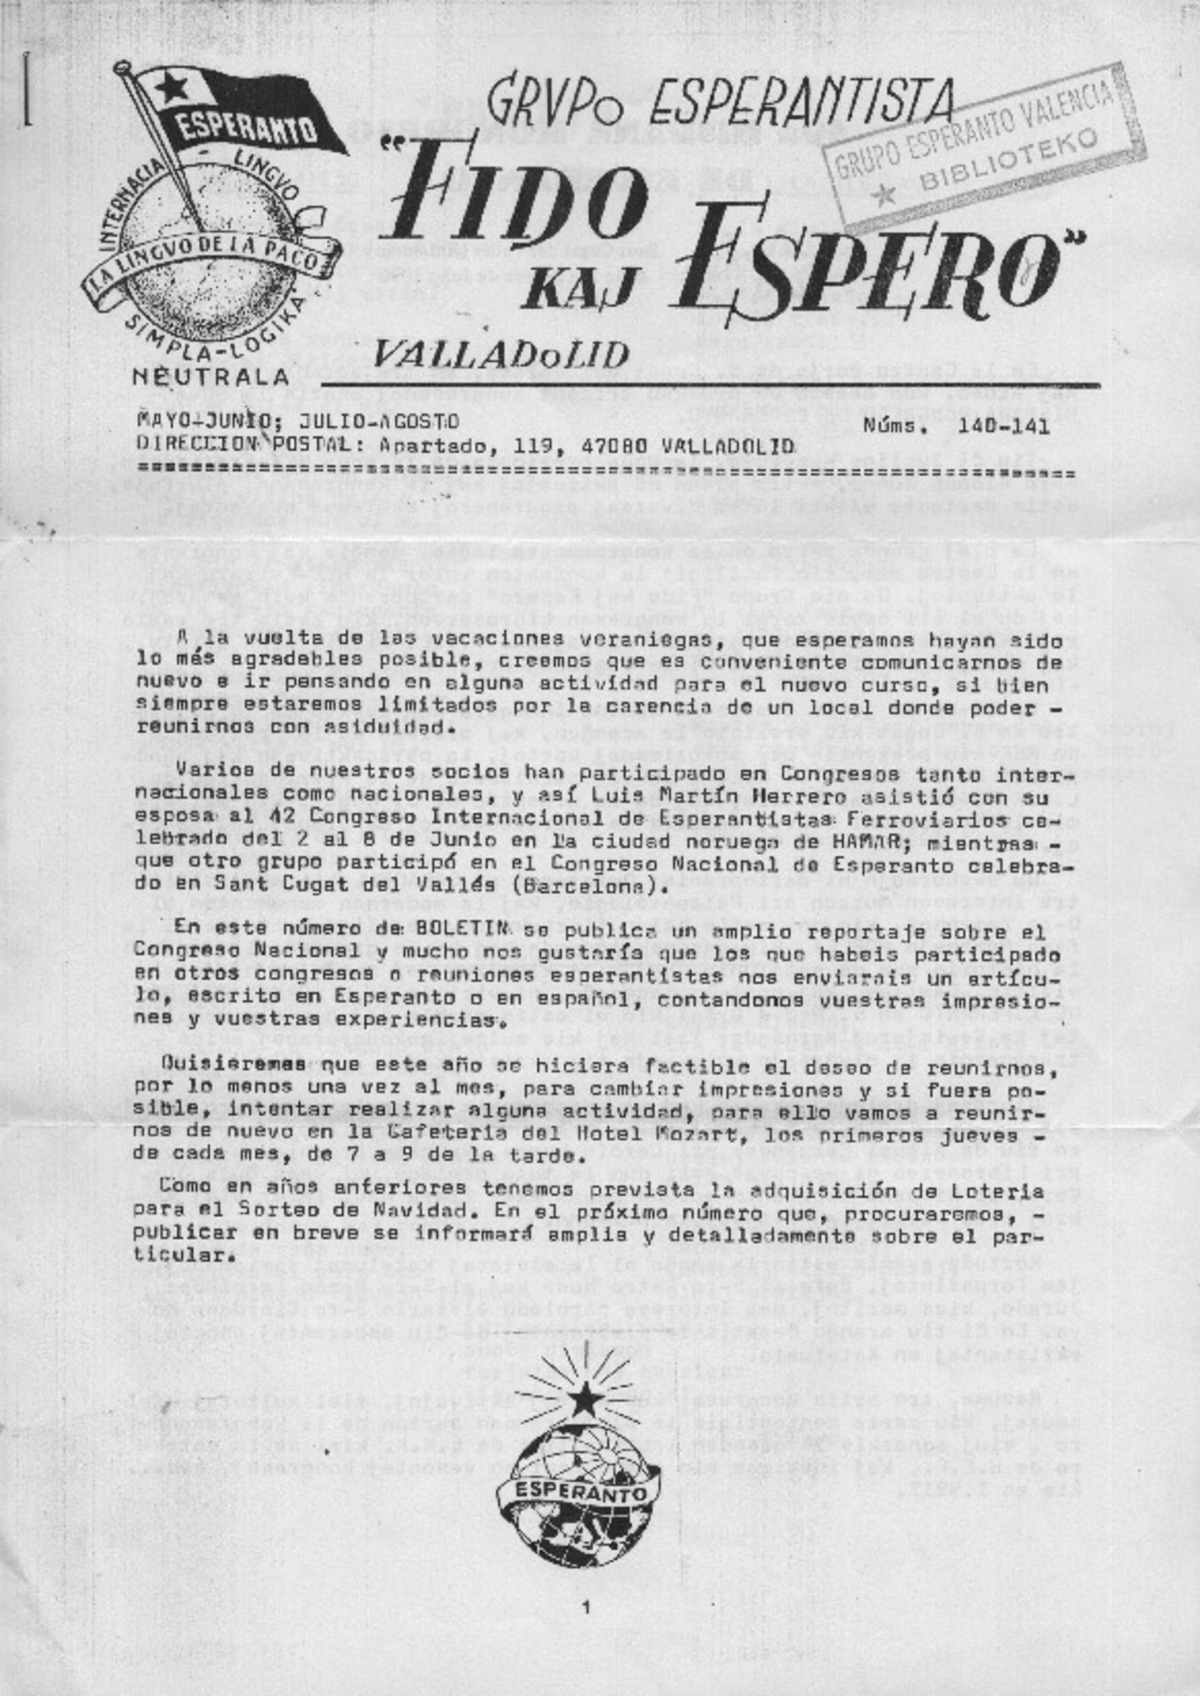 GRUPO ESPERANTISTA
"FIDO
KAJ ESPERO"
VALLADOLID
ESPERANTO
INTERNACIA LINGVO
LA LINGVO DE LA PACO
SIMPLA-LOGIKA
NEUTRALA
GRUPO ESPERANTO VALENCIA
★ BIBLIOTEKO
MAYO-JUNIO; JULIO-AGOSTO Núms. 140-141
DIRECCION POSTAL: Apartado, 119, 47080 VALLADOLID
A la vuelta de las vacaciones veraniegas, que esperamos hayan sido
lo más agradables posible, creemos que es conveniente comunicarnos de
nuevo e ir pensando en alguna actividad para el nuevo curso, si bien
siempre estaremos limitados por la carencia de un local donde poder -
reunirnos con asiduidad.
Varios de nuestros socios han participado en Congresos tanto inter-
nacionales como nacionales, y así Luis Martín Herrero asistió con su
esposa al 42 Congreso Internacional de Esperantistas Ferroviarios ce-
lebrado del 2 al 8 de Junio en la ciudad noruega de HAMAR; mientras -
que otro grupo participó en el Congreso Nacional de Esperanto celebra-
do en Sant Cugat del Vallés (Barcelona).
En este número de BOLETIN se publica un amplio reportaje sobre el
Congreso Nacional y mucho nos gustaría que los que habeis participado
en otros congresos o reuniones esperantistas nos enviarais un artícu-
lo, escrito en Esperanto o en español, contandonos vuestras impresio-
nes y vuestras experiencias.
Quisieremos que este año se hiciera factible el deseo de reunirnos,
por lo menos una vez al mes, para cambiar impresiones y si fuera po-
sible, intentar realizar alguna actividad, para ello vamos a reunir-
nos de nuevo en la Cafeteria del Hotel Mozart, los primeros jueves -
de cada mes, de 7 a 9 de la tarde.
Como en años anteriores tenemos prevista la adquisición de Loteria
para el Sorteo de Navidad. En el próximo número que, procuraremos, -
publicar en breve se informará amplia y detalladamente sobre el par-
ticular.
ESPERANTO
1